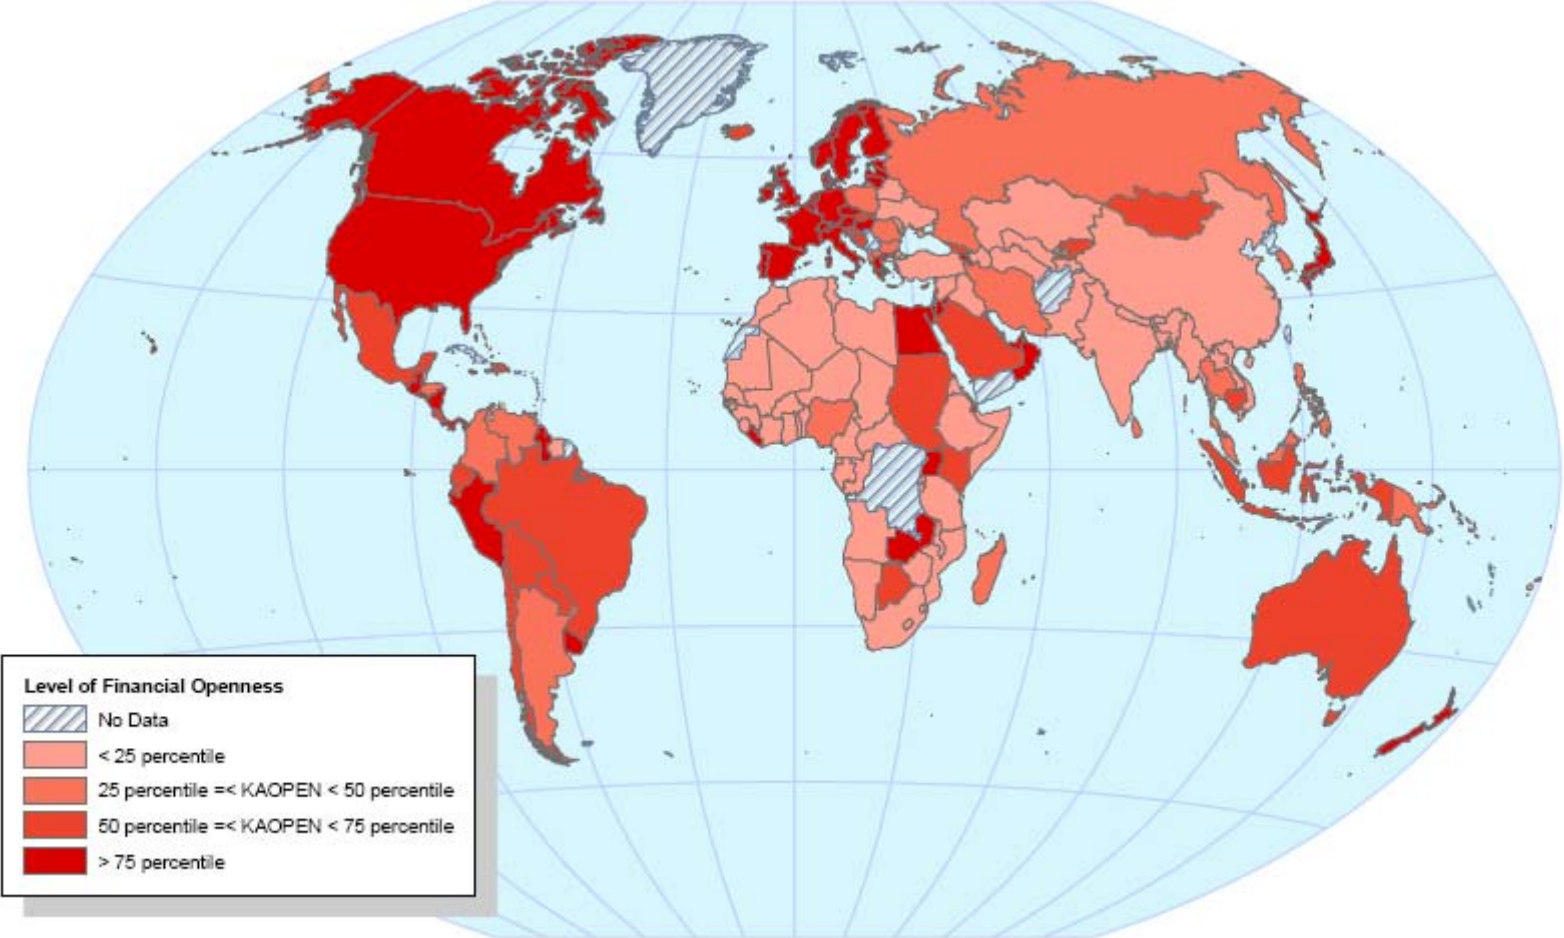 Level of Financial Openness
No Data
< 25 percentile
25 percentile =< KAOPEN < 50 percentile
50 percentile =< KAOPEN < 75 percentile
> 75 percentile